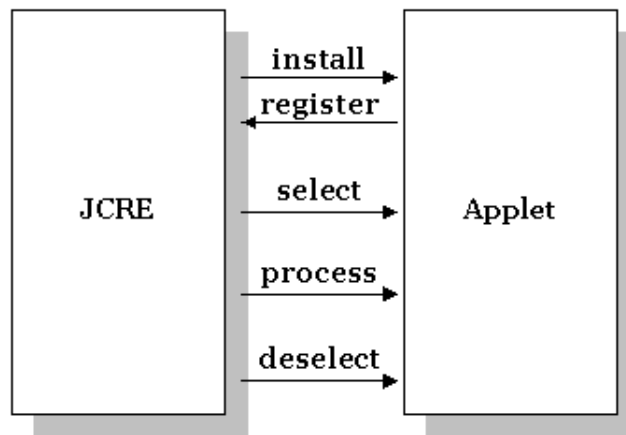 install
register
JCRE
select
Applet
process
deselect